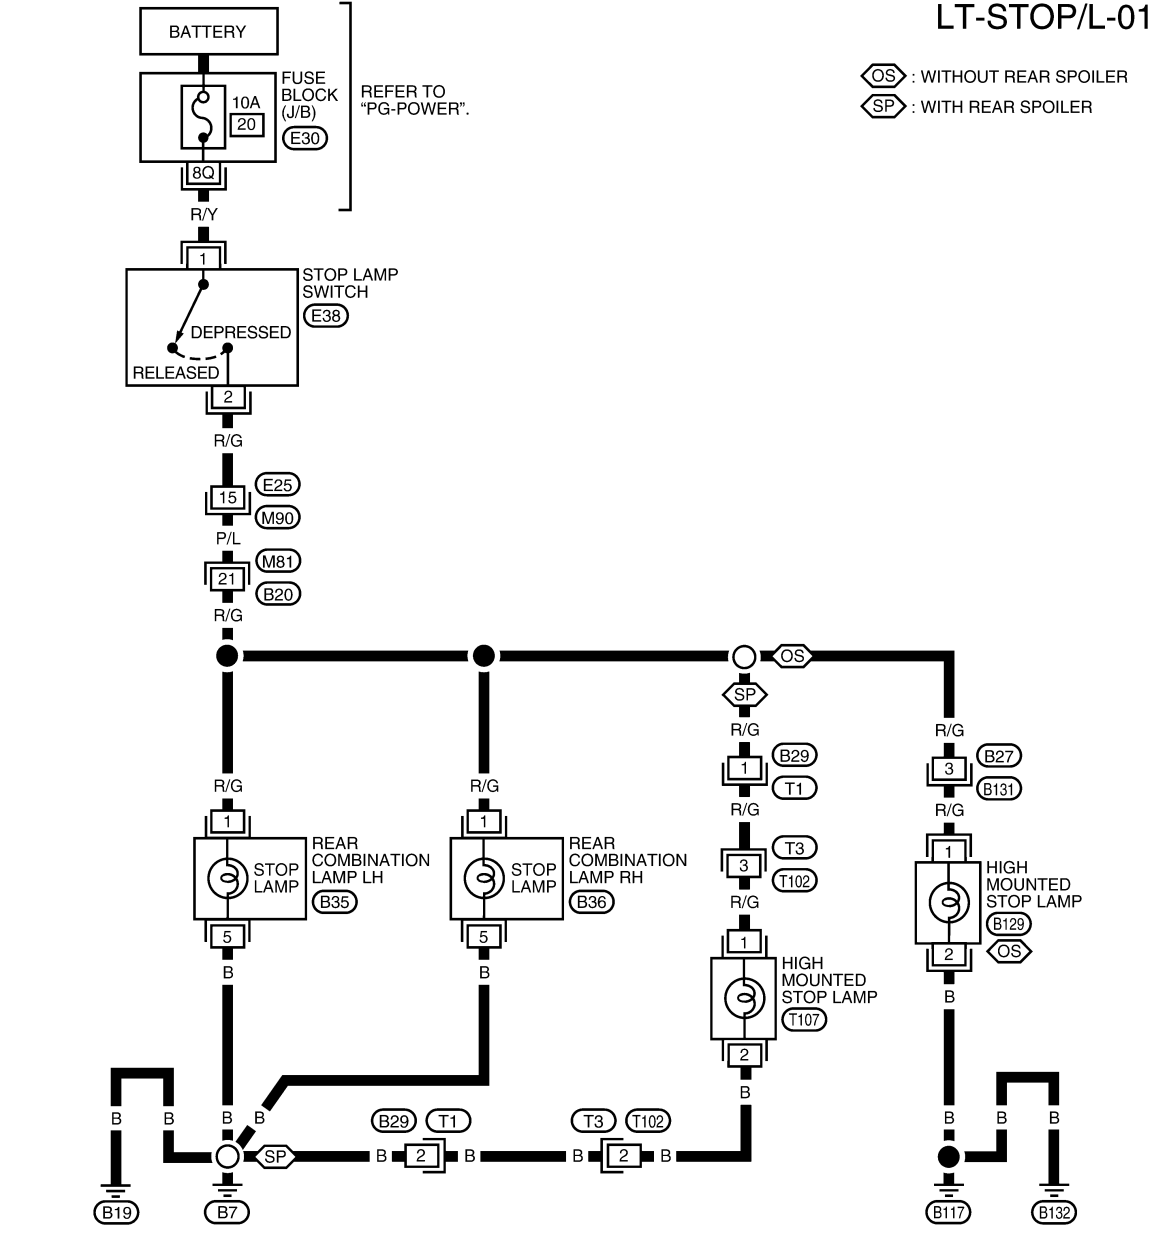 LT-STOP/L-01
BATTERY
OS : WITHOUT REAR SPOILER
SP : WITH REAR SPOILER
FUSE
BLOCK
(J/B)
E30
10A
20
REFER TO
“PG-POWER”.
8Q
R/Y
1
STOP LAMP
SWITCH
E38
DEPRESSED
RELEASED
2
R/G
15
E25
M90
P/L
21
M81
B20
R/G
OS
SP
R/G
R/G
1
B29
T1
3
B27
B131
R/G
R/G
R/G
R/G
1
1
3
T3
T102
1
REAR
COMBINATION
LAMP LH
B35
STOP
LAMP
REAR
COMBINATION
LAMP RH
B36
STOP
LAMP
R/G
HIGH
MOUNTED
STOP LAMP
B129
OS
5
5
1
2
B
B
HIGH
MOUNTED
STOP LAMP
T107
B
2
B
B
B
B
B
B29
T1
T3
T102
B
B
B
SP
B
2
B
B
2
B
B19
B7
B117
B132